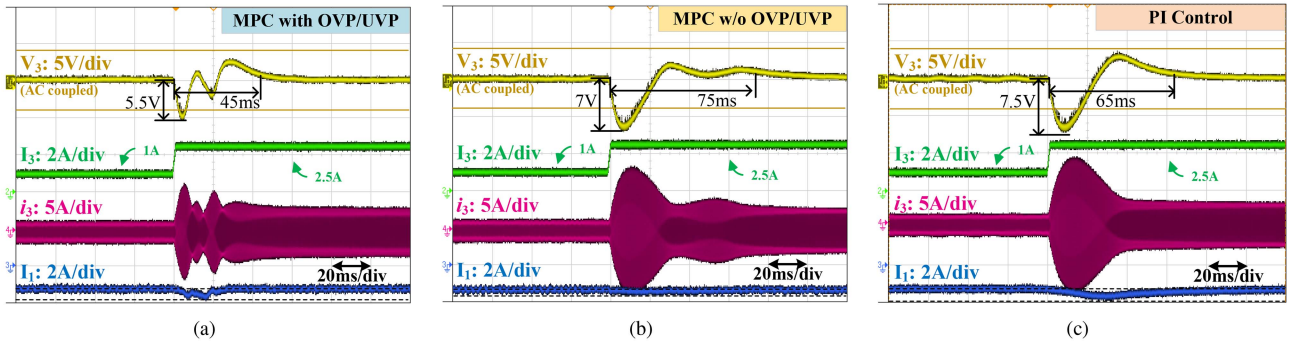 MPC with OVP/UVP
V3: 5V/div
(AC coupled)
5.5V
45ms
I3: 2A/div
1A
2.5A
i3: 5A/div
I1: 2A/div
20ms/div
(a)
MPC w/o OVP/UVP
V3: 5V/div
(AC coupled)
7V
75ms
I3: 2A/div
1A
2.5A
i3: 5A/div
I1: 2A/div
20ms/div
(b)
PI Control
V3: 5V/div
(AC coupled)
7.5V
65ms
I3: 2A/div
1A
2.5A
i3: 5A/div
I1: 2A/div
20ms/div
(c)